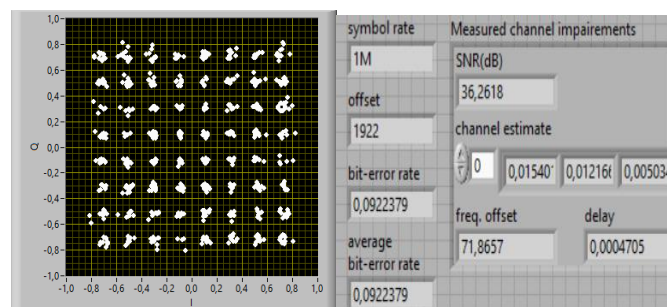 1,0
0,8
0,6
0,4
0,2
0,0
-0,2
-0,4
-0,6
-0,8
-1,0
Q
-1,0 -0,8 -0,6 -0,4 -0,2 0,0 0,2 0,4 0,6 0,8 1,0
I
symbol rate
1M
offset
1922
bit-error rate
0,0922379
average
bit-error rate
0,0922379
Measured channel impairements
SNR(dB)
36,2618
channel estimate
0 0,01540 0,012166 0,005034
freq. offset delay
71,8657 0,0004705